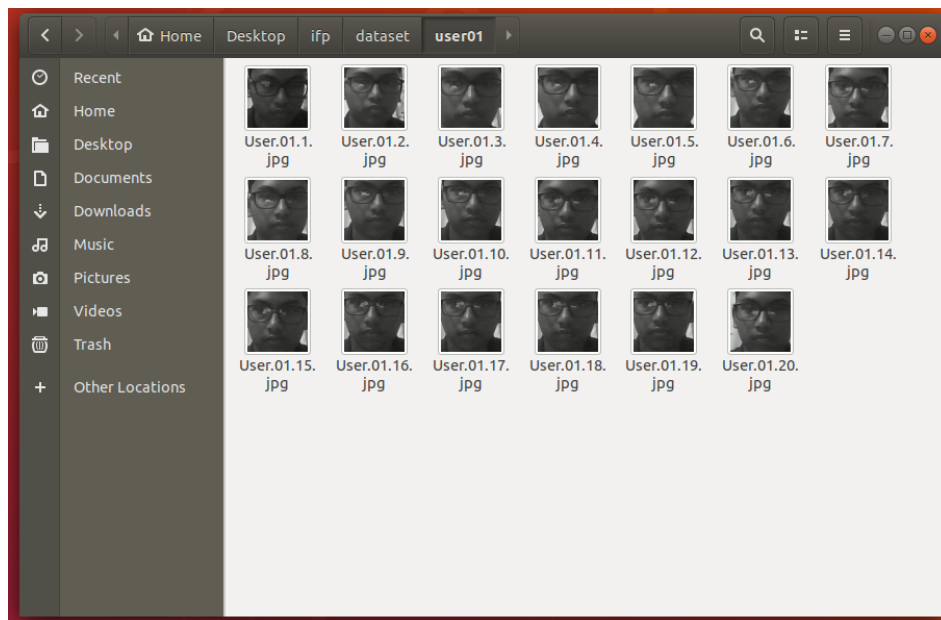 Home Desktop ifp dataset user01
Recent
Home
Desktop
Documents
Downloads
Music
Pictures
Videos
Trash
Other Locations
User.01.1. User.01.2. User.01.3. User.01.4. User.01.5. User.01.6. User.01.7.
jpg jpg jpg jpg jpg jpg jpg
User.01.8. User.01.9. User.01.10. User.01.11. User.01.12. User.01.13. User.01.14.
jpg jpg jpg jpg jpg jpg jpg
User.01.15. User.01.16. User.01.17. User.01.18. User.01.19. User.01.20.
jpg jpg jpg jpg jpg jpg